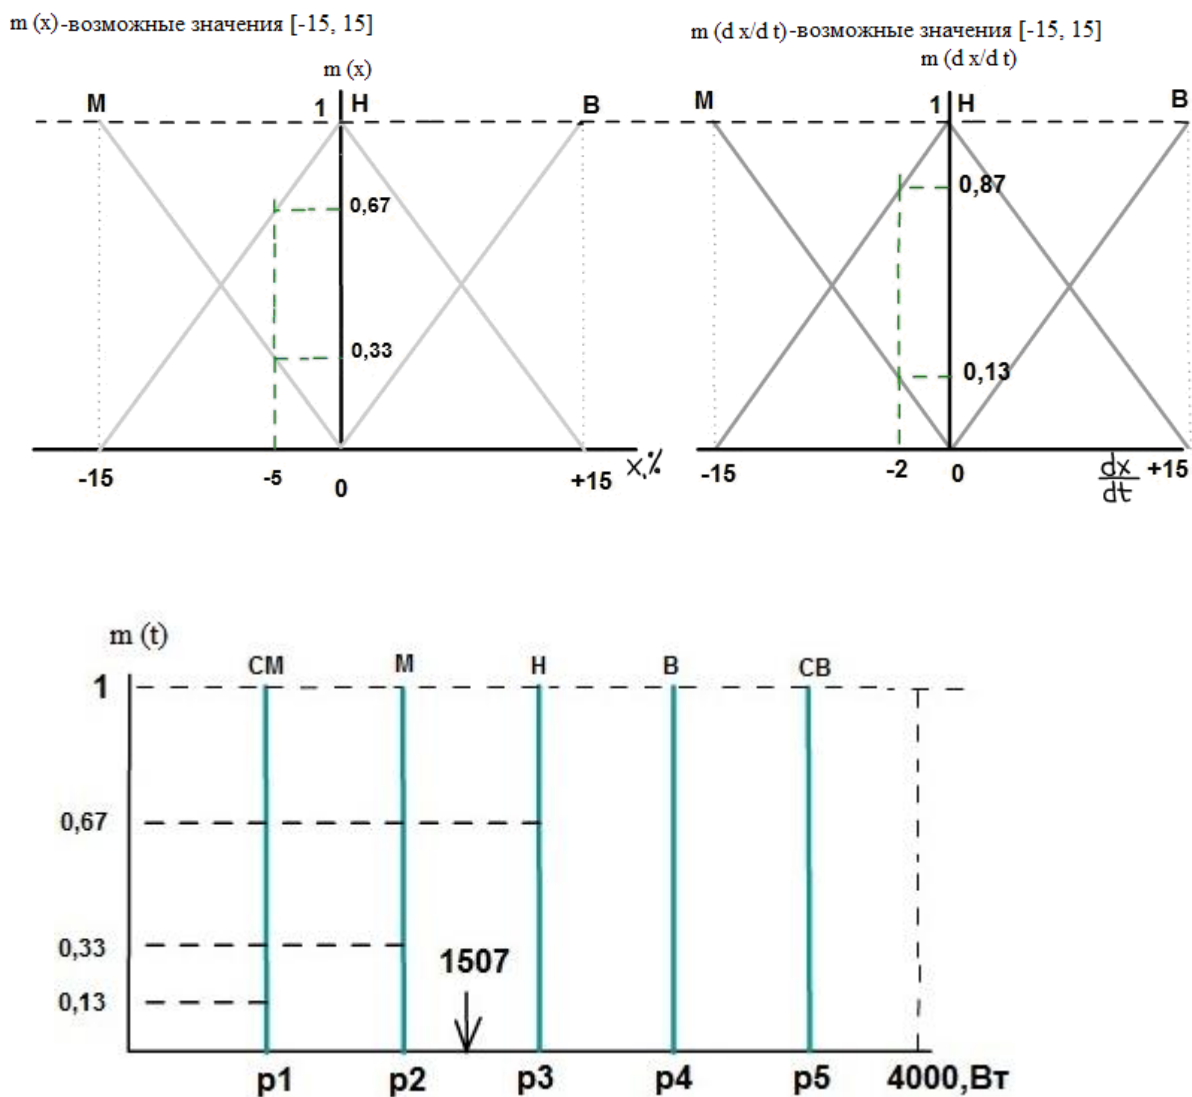 m (x)-возможные значения [-15, 15]
m (x)
M
1
H
B
0,67
0,33
-15
-5
0
+15
x,%
m (d x/d t)-возможные значения [-15, 15]
m (d x/d t)
M
1
H
B
0,87
0,13
-15
-2
0
dx
dt
+15
m (t)
CM
M
H
B
CB
1
0,67
0,33
0,13
1507
p1
p2
p3
p4
p5
4000,Вт